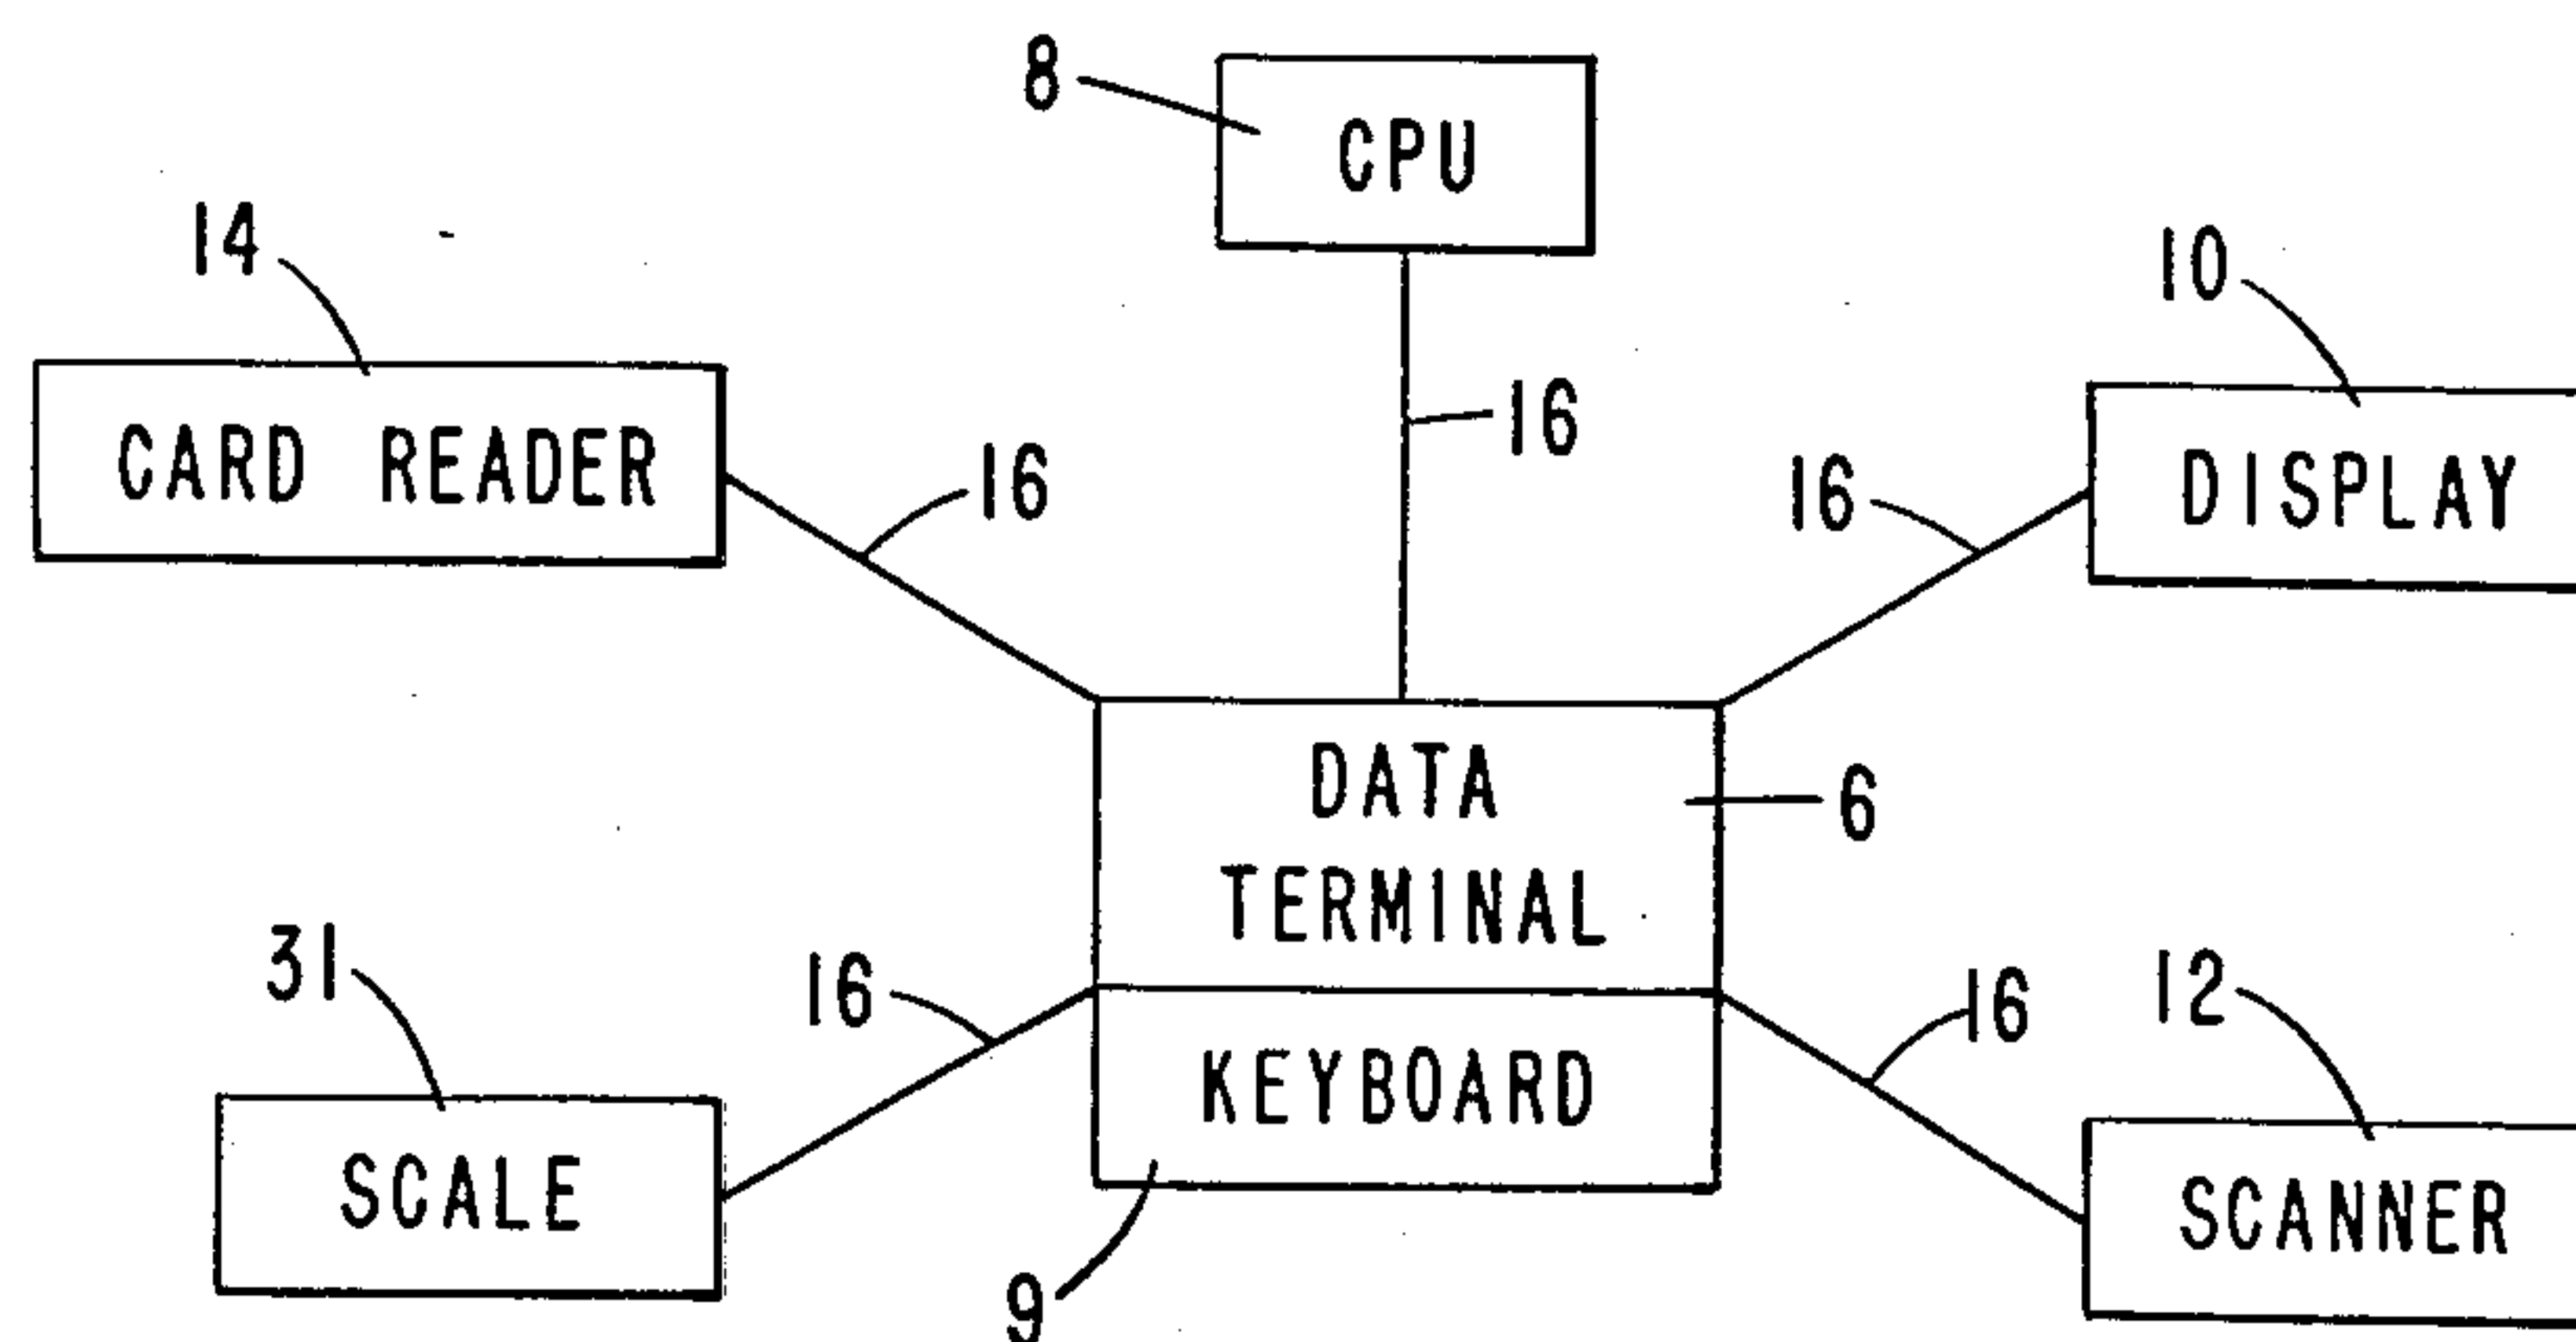 8
CPU
14
10
CARD READER
16
16
16
DISPLAY
DATA
TERMINAL
6
31
16
16
12
KEYBOARD
SCALE
SCANNER
9